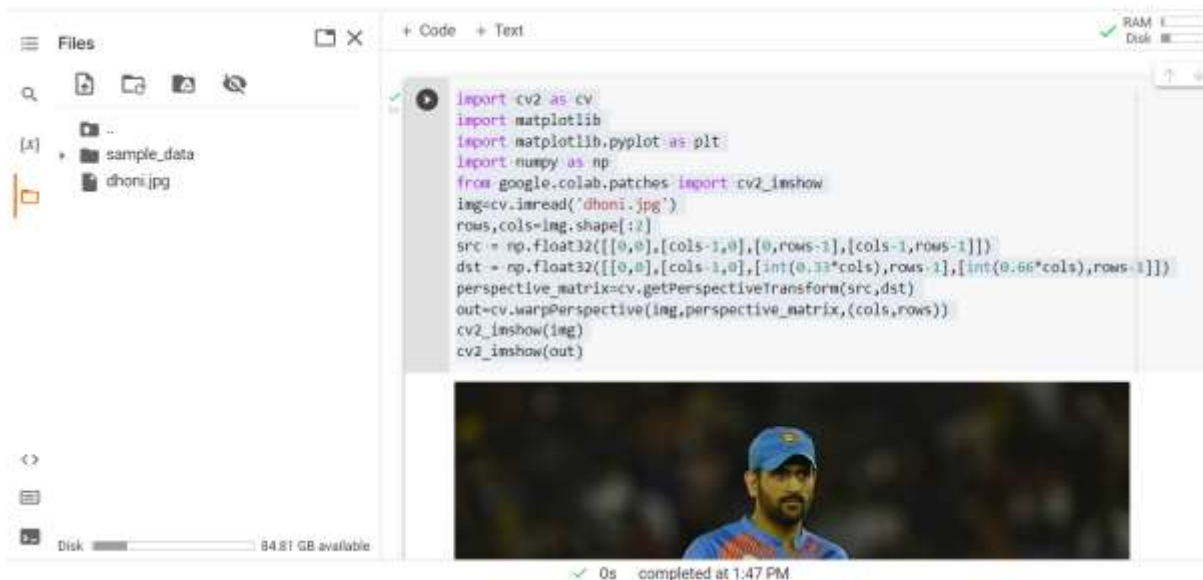 Files
+ Code + Text
RAM
Disk
..
sample_data
dhoni.jpg
import cv2 as cv
import matplotlib
import matplotlib.pyplot as plt
import numpy as np
from google.colab.patches import cv2_imshow
img=cv.imread('dhoni.jpg')
rows,cols=img.shape[:2]
src = np.float32([[0,0],[cols-1,0],[0,rows-1],[cols-1,rows-1]])
dst = np.float32([[0,0],[cols-1,0],[int(0.33*cols),rows-1],[int(0.66*cols),rows-1]])
perspective_matrix=cv.getPerspectiveTransform(src,dst)
out=cv.warpPerspective(img,perspective_matrix,(cols,rows))
cv2_imshow(img)
cv2_imshow(out)
Disk 84.81 GB available
0s completed at 1:47 PM